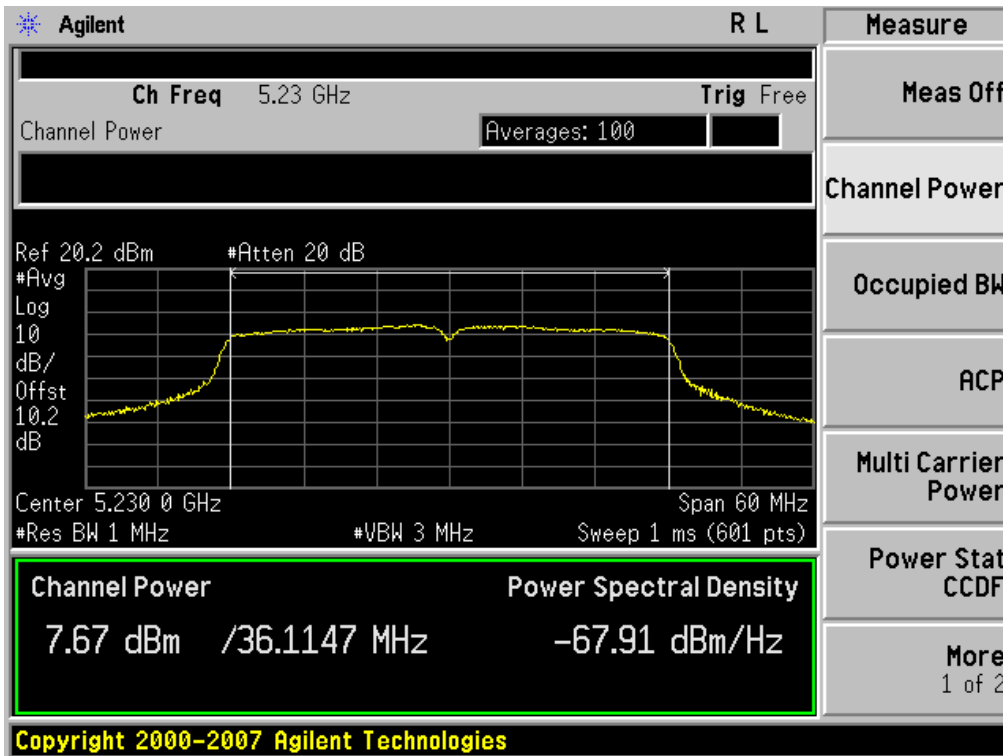 Agilent R L Measure
Ch Freq 5.23 GHz Trig Free
Channel Power Averages: 100
Ref 20.2 dBm #Atten 20 dB
#Avg
Log
10
dB/
Offst
10.2
dB
Center 5.230 0 GHz Span 60 MHz
#Res BW 1 MHz #VBW 3 MHz Sweep 1 ms (601 pts)
Channel Power Power Spectral Density
7.67 dBm /36.1147 MHz -67.91 dBm/Hz
Meas Off
Channel Power
Occupied BW
ACP
Multi Carrier
Power
Power Stat
CCDF
More
1 of 2
Copyright 2000-2007 Agilent Technologies